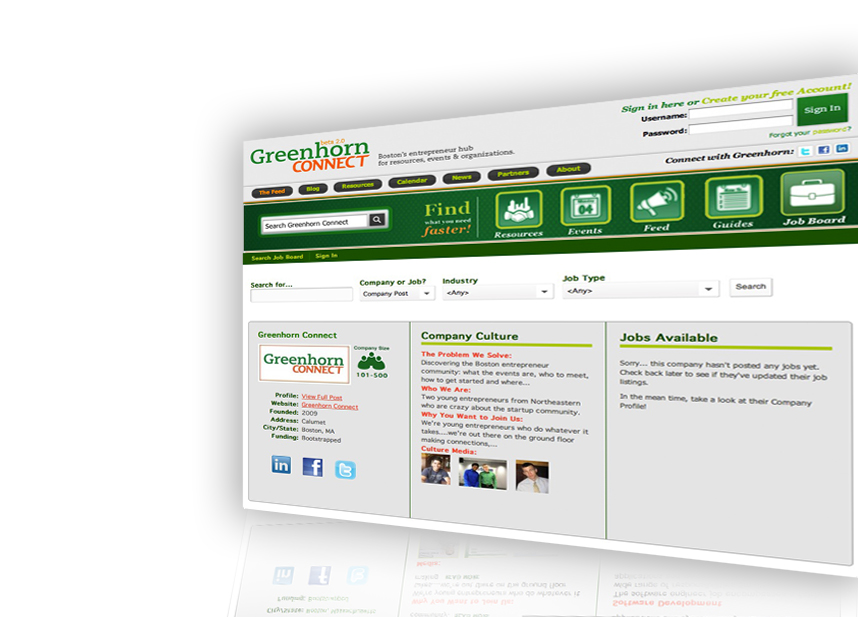 Sign in here or Create your free Account!
Username:
Password:
Sign In
Forgot your password?
beta 2.0
Greenhorn
CONNECT
Boston's entrepreneur hub
for resources, events & organizations.
Connect with Greenhorn:
The Feed
Blog
Resources
Calendar
News
Partners
About
Search Greenhorn Connect
Find
what you need
faster!
Resources
04
Events
Feed
Guides
Job Board
Search Job Board
Sign In
Search for...
Company or Job?
Company Post
Industry
<Any>
Job Type
<Any>
Search
Greenhorn Connect
Greenhorn
CONNECT
Company Size
101-500
Profile: View Full Post
Website: Greenhorn Connect
Founded: 2009
Address: Calumet
City/State: Boston, MA
Funding: Bootstrapped
Company Culture
The Problem We Solve:
Discovering the Boston entrepreneur
community: what the events are, who to meet,
how to get started and where...
Who We Are:
Two young entrepreneurs from Northeastern
who are crazy about the startup community.
Why You Want to Join Us:
We're young entrepreneurs who do whatever it
takes....we're out there on the ground floor
making connections,...
Culture Media:
Jobs Available
Sorry... this company hasn't posted any jobs yet.
Check back later to see if they've updated their job
listings.
In the mean time, take a look at their Company
Profile!